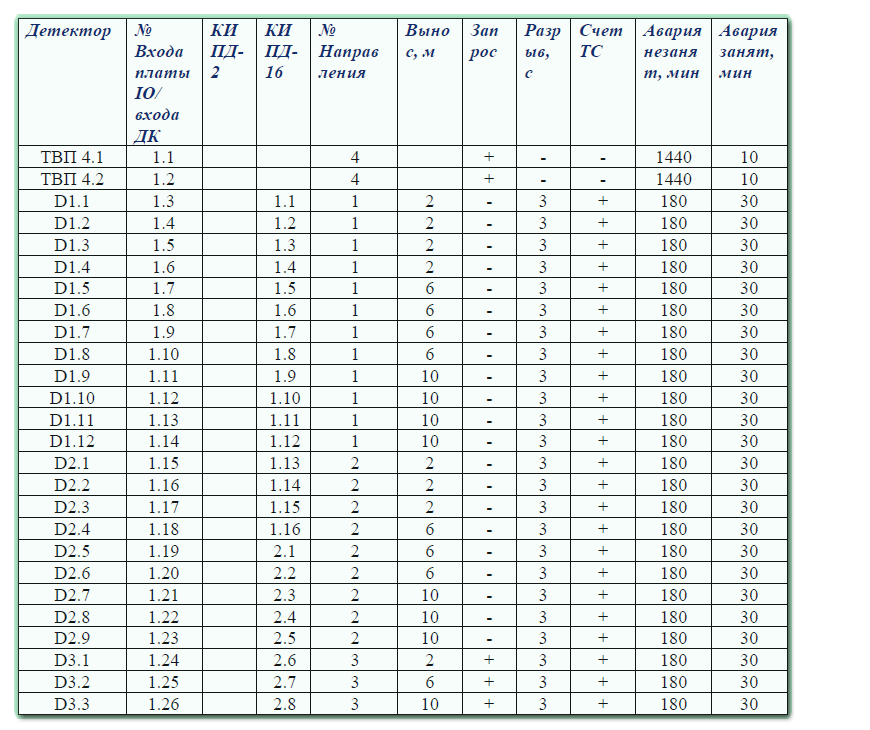 Детектор № Входа платы IO/ входа ДК КИ ПД-2 КИ ПД-16 № Направления Вынос, м Запрос Разрыв, с Счет ТС Авария незанят, мин Авария занят, мин
ТВП 4.1 1.1 4 + - - 1440 10
ТВП 4.2 1.2 4 + - - 1440 10
D1.1 1.3 1.1 1 2 - 3 + 180 30
D1.2 1.4 1.2 1 2 - 3 + 180 30
D1.3 1.5 1.3 1 2 - 3 + 180 30
D1.4 1.6 1.4 1 2 - 3 + 180 30
D1.5 1.7 1.5 1 6 - 3 + 180 30
D1.6 1.8 1.6 1 6 - 3 + 180 30
D1.7 1.9 1.7 1 6 - 3 + 180 30
D1.8 1.10 1.8 1 6 - 3 + 180 30
D1.9 1.11 1.9 1 10 - 3 + 180 30
D1.10 1.12 1.10 1 10 - 3 + 180 30
D1.11 1.13 1.11 1 10 - 3 + 180 30
D1.12 1.14 1.12 1 10 - 3 + 180 30
D2.1 1.15 1.13 2 2 - 3 + 180 30
D2.2 1.16 1.14 2 2 - 3 + 180 30
D2.3 1.17 1.15 2 2 - 3 + 180 30
D2.4 1.18 1.16 2 6 - 3 + 180 30
D2.5 1.19 2.1 2 6 - 3 + 180 30
D2.6 1.20 2.2 2 6 - 3 + 180 30
D2.7 1.21 2.3 2 10 - 3 + 180 30
D2.8 1.22 2.4 2 10 - 3 + 180 30
D2.9 1.23 2.5 2 10 - 3 + 180 30
D3.1 1.24 2.6 3 2 + 3 + 180 30
D3.2 1.25 2.7 3 6 + 3 + 180 30
D3.3 1.26 2.8 3 10 + 3 + 180 30